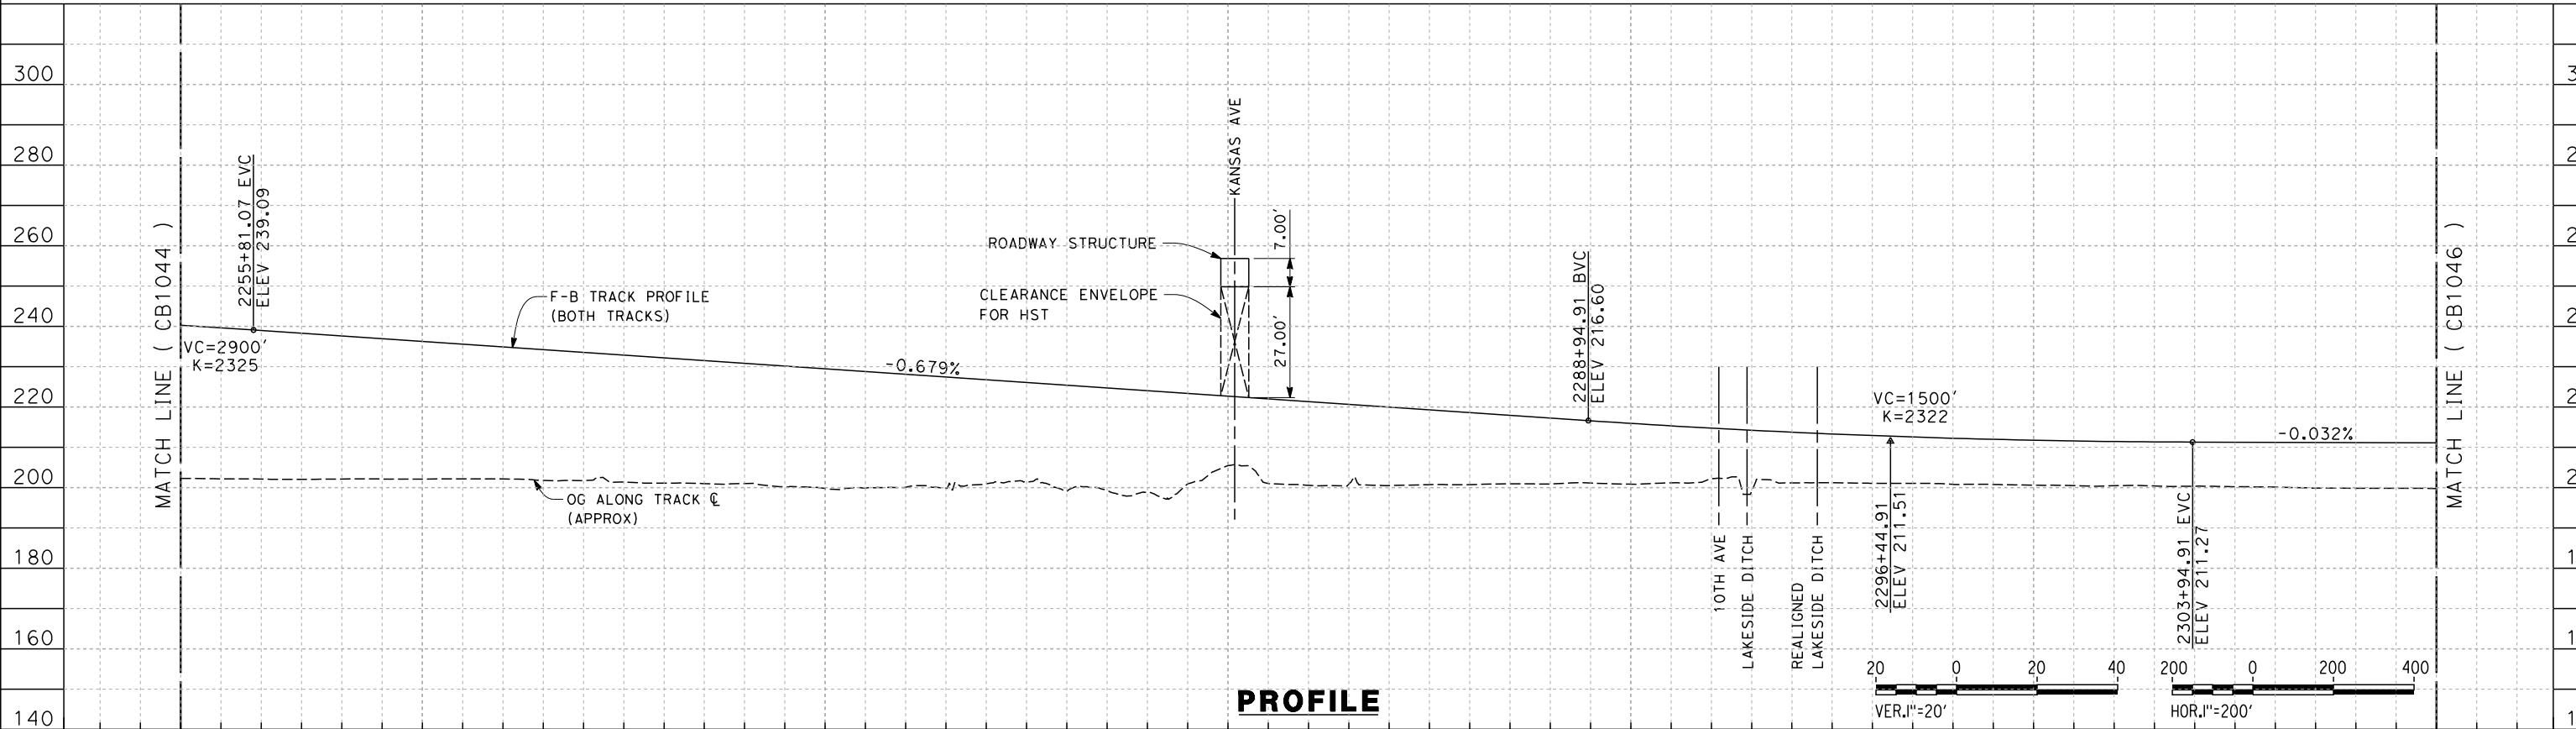 300
280
260
240
220
200
180
160
140
MATCH LINE ( CB1044 )
2255+81.07 EVC
ELEV 239.09
VC=2900'
K=2325
F-B TRACK PROFILE
(BOTH TRACKS)
OG ALONG TRACK ℄
(APPROX)
-0.679%
KANSAS AVE
ROADWAY STRUCTURE
CLEARANCE ENVELOPE
FOR HST
7.00'
27.00'
2288+94.91 BVC
ELEV 216.60
10TH AVE
LAKESIDE DITCH
REALIGNED
LAKESIDE DITCH
VC=1500'
K=2322
2296+44.91
ELEV 211.51
2303+94.91 EVC
ELEV 211.27
-0.032%
MATCH LINE ( CB1046 )
20 0 20 40
VER.1"=20'
200 0 200 400
HOR.1"=200'
PROFILE